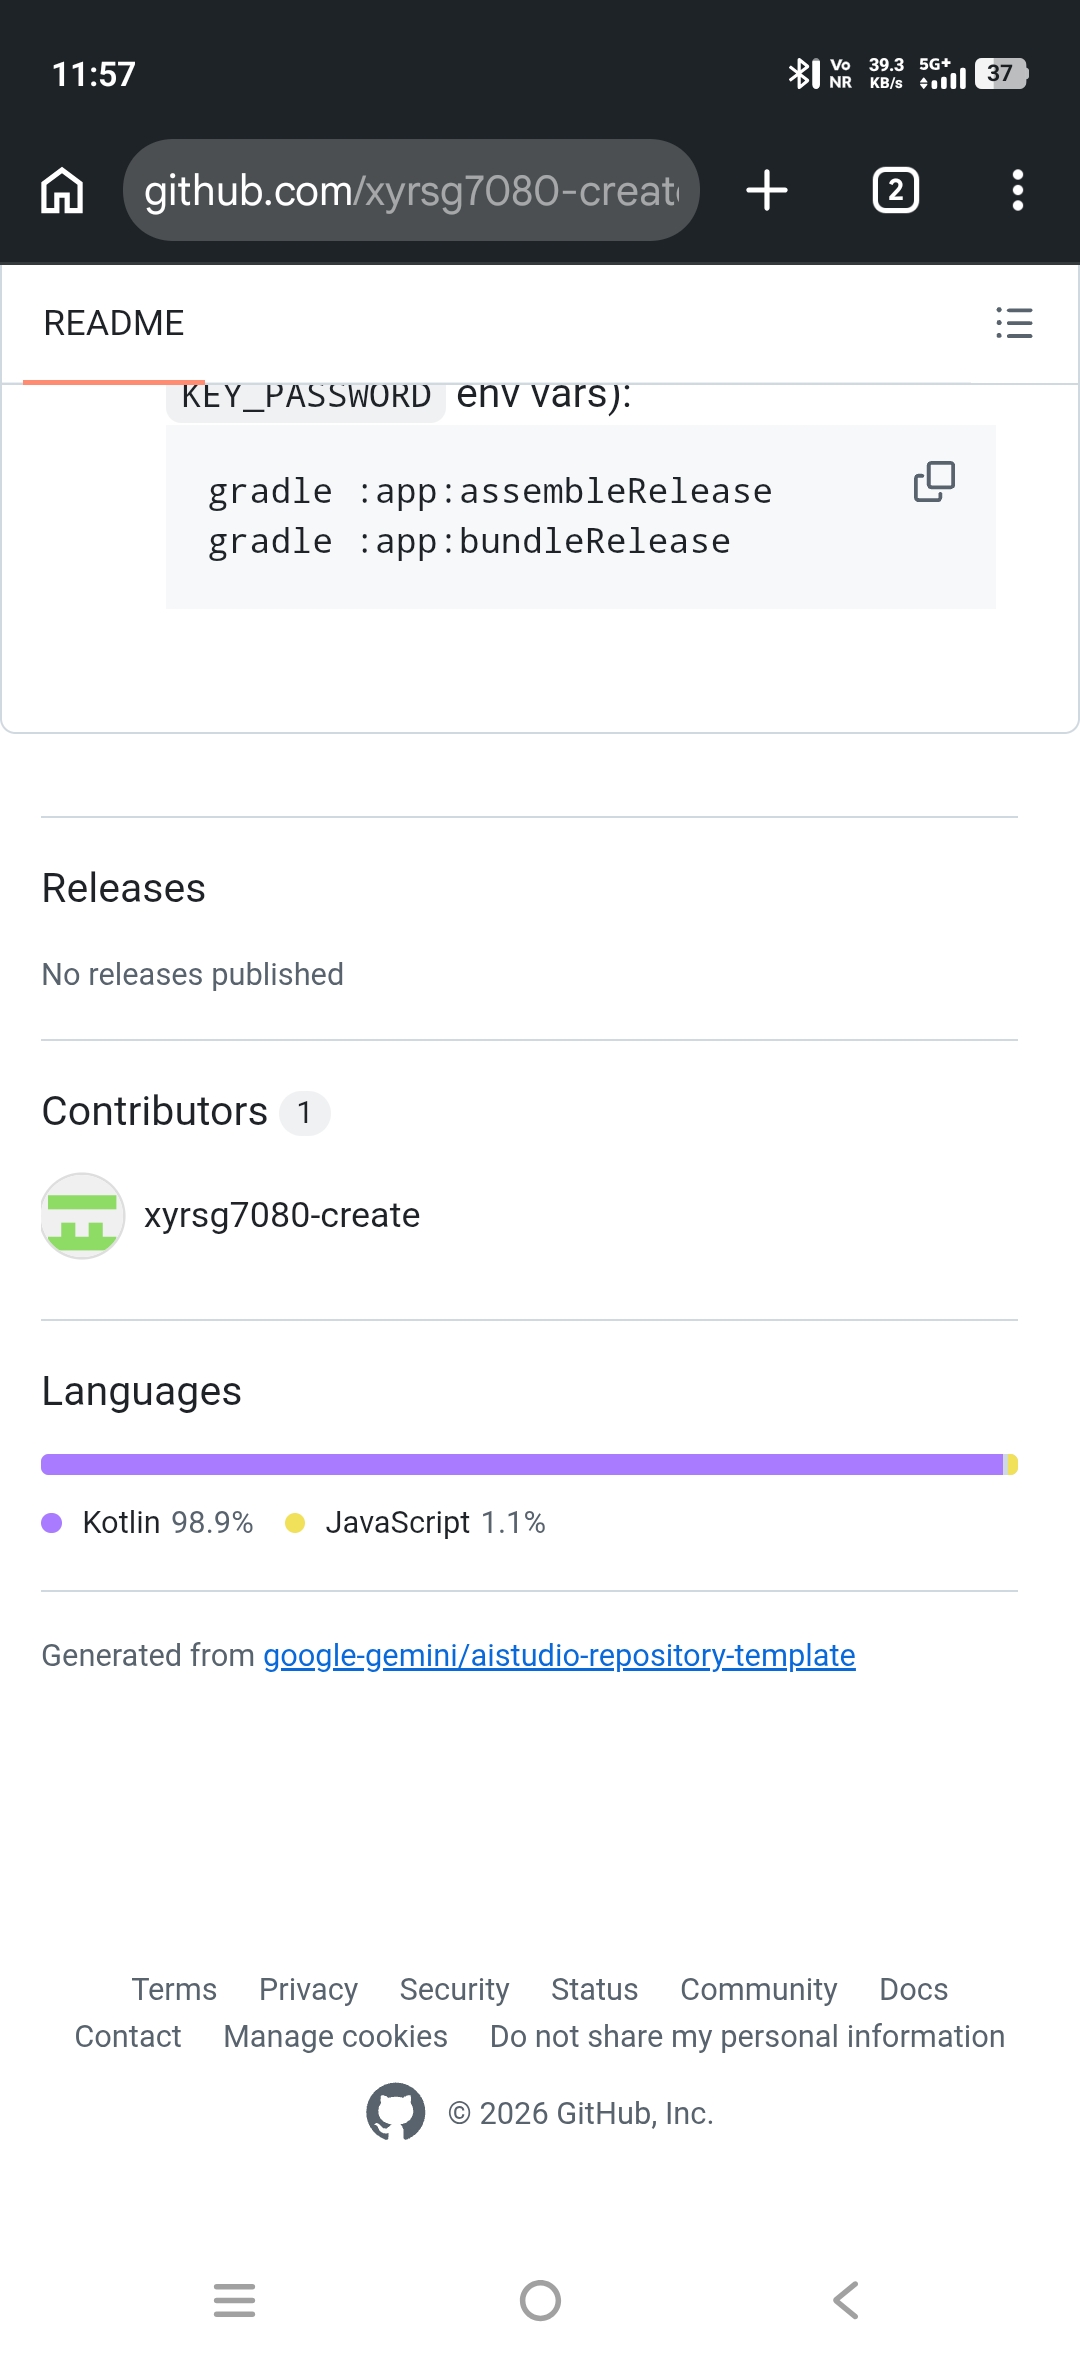 11:57
Vo NR 39.3 KB/s 5G+ 37
github.com/xyrsg7080-creat
2
README
KEY_PASSWORD env vars):
gradle :app:assembleRelease
gradle :app:bundleRelease
Releases
No releases published
Contributors 1
xyrsg7080-create
Languages
Kotlin 98.9% JavaScript 1.1%
Generated from google-gemini/aistudio-repository-template
Terms Privacy Security Status Community Docs
Contact Manage cookies Do not share my personal information
© 2026 GitHub, Inc.